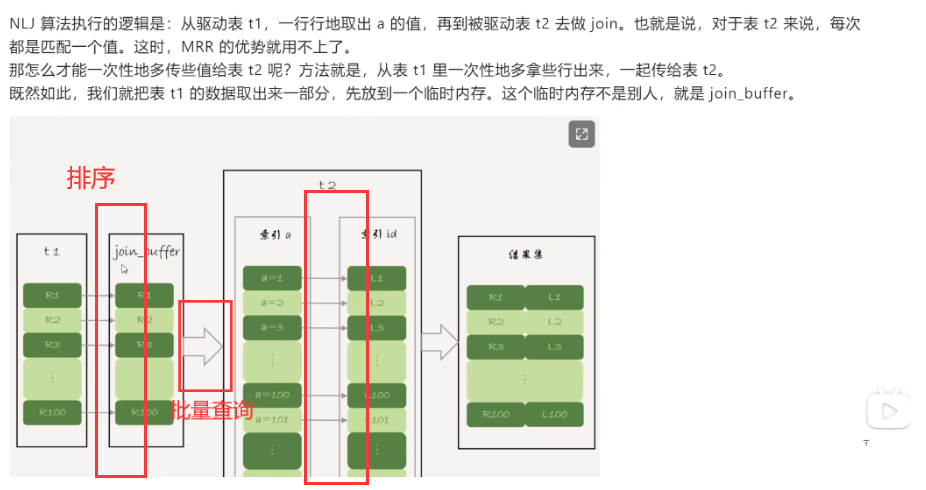 NLJ 算法执行的逻辑是：从驱动表 t1，一行行地取出 a 的值，再到被驱动表 t2 去做 join。也就是说，对于表 t2 来说，每次
都是匹配一个值。这时，MRR 的优势就用不上了。
那怎么才能一次性地多传些值给表 t2 呢？方法就是，从表 t1 里一次性地多拿些行出来，一起传给表 t2。
既然如此，我们就把表 t1 的数据取出来一部分，先放到一个临时内存。这个临时内存不是别人，就是 join_buffer。
排序
t1
R1
R2
R3
⋮
R100
join_buffer
R1
R2
R3
R100
批量查询
t2
索引 a
a=1
a=2
a=3
⋮
a=100
a=101
⋮
索引 id
L1
L2
L3
⋮
L100
L101
⋮
结果集
R1 L1
R2 L2
R3 L3
⋮
R100 L100